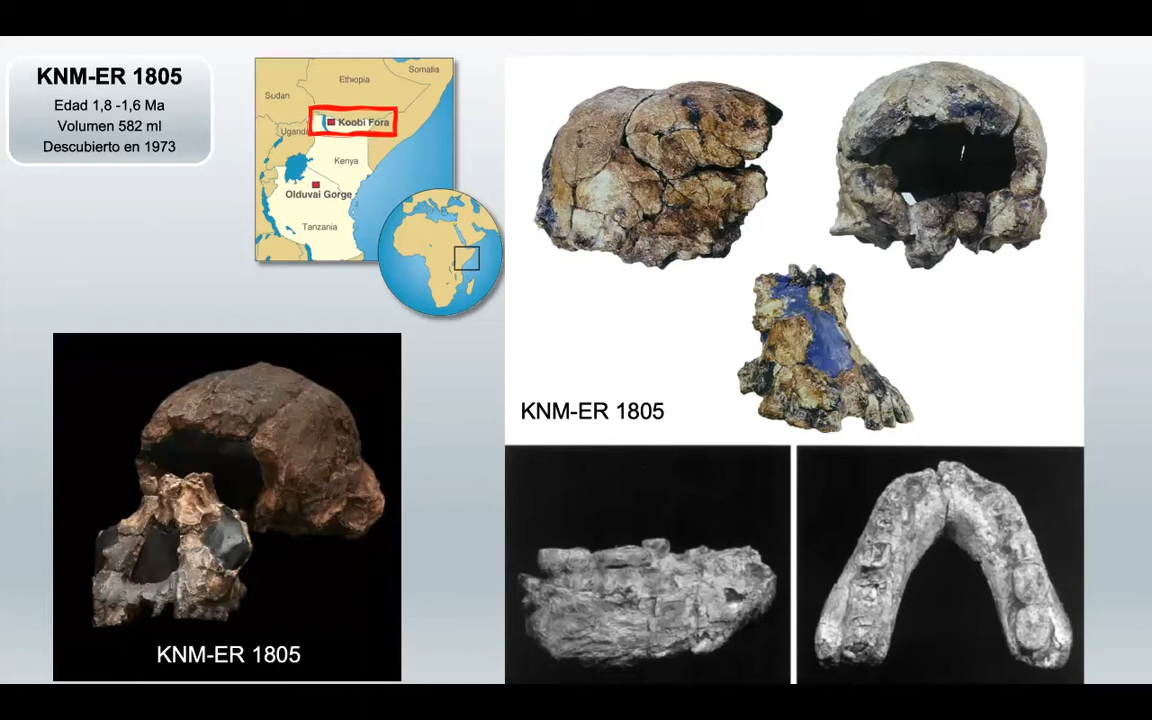 KNM-ER 1805
Edad 1,8 -1,6 Ma
Volumen 582 ml
Descubierto en 1973
Somalia
Ethiopia
Sudan
Koobi Fora
Uganda
Kenya
Olduvai Gorge
Tanzania
KNM-ER 1805
KNM-ER 1805